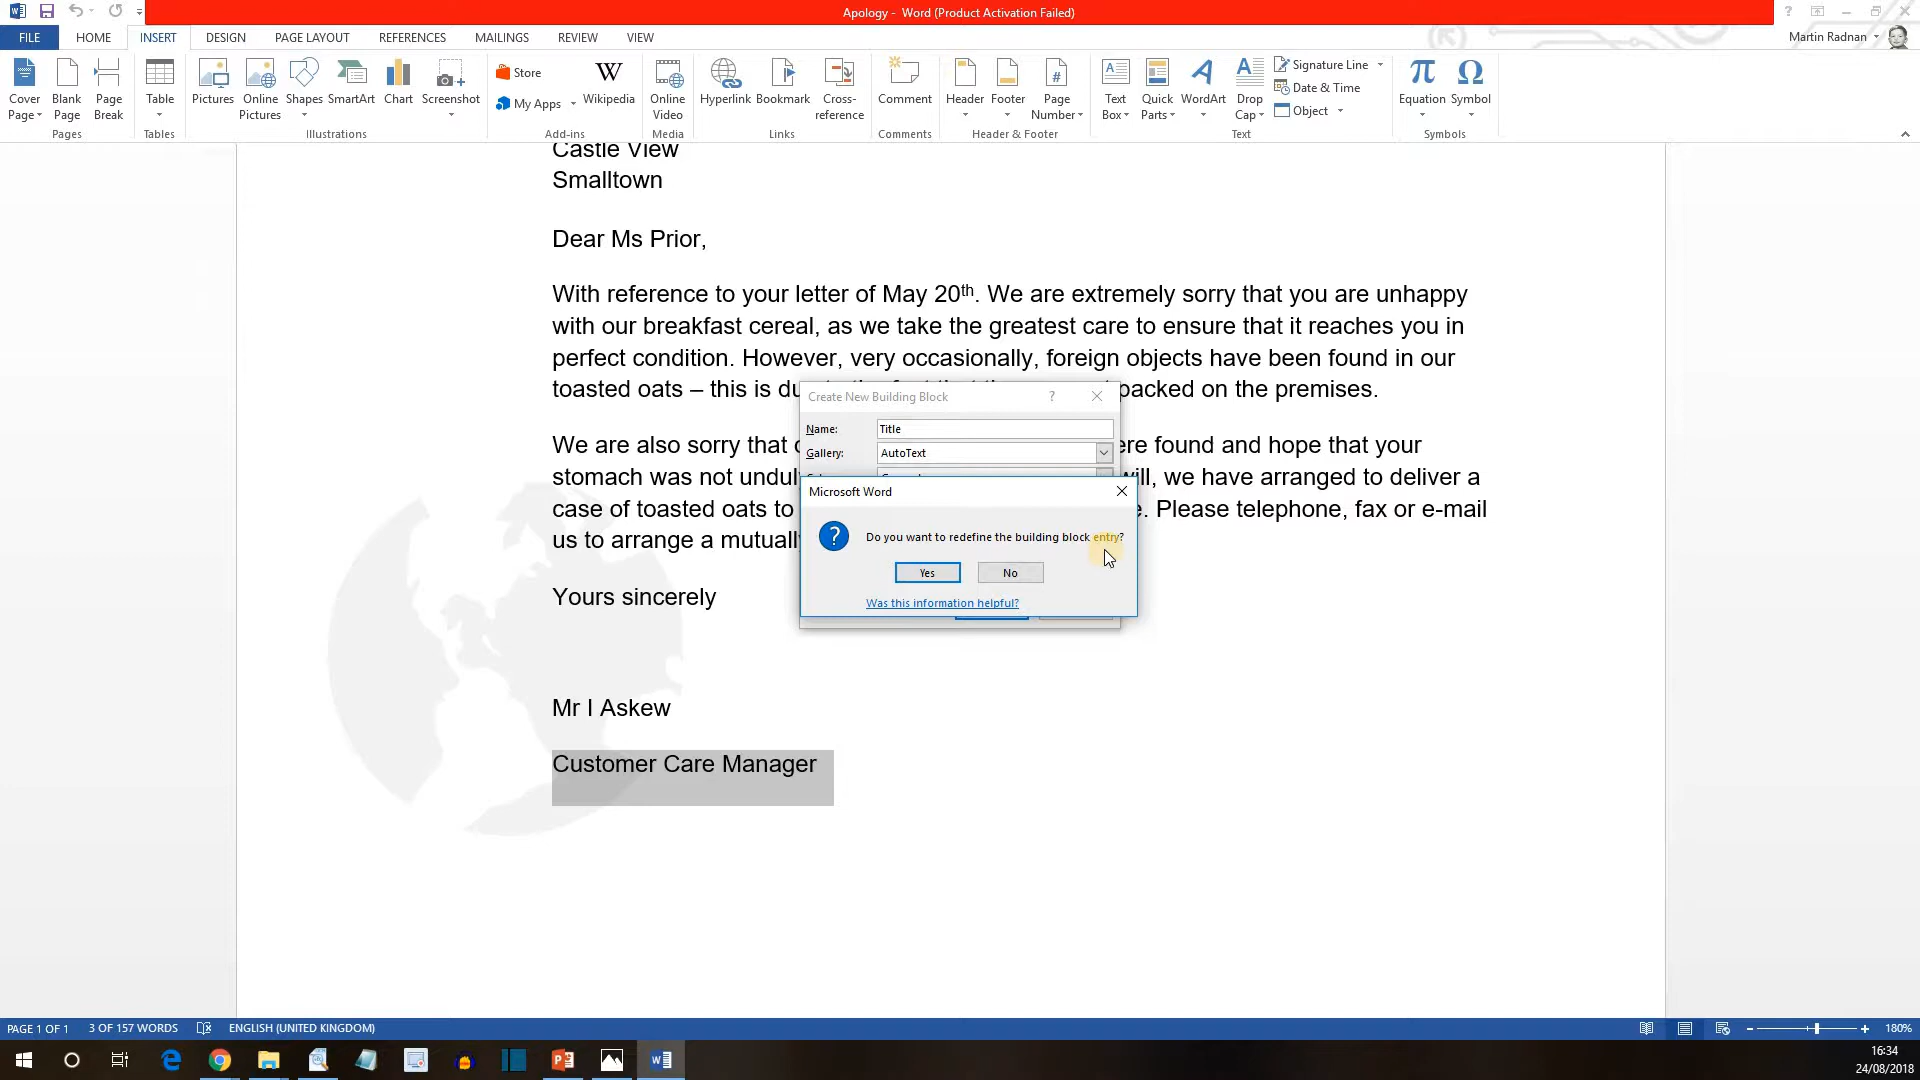 Apology - Word (Product Activation Failed)
FILE HOME INSERT DESIGN PAGE LAYOUT REFERENCES MAILINGS REVIEW VIEW
Martin Radnan
Cover Page
Blank Page
Page Break
Table
Pictures
Online Pictures
Shapes
SmartArt
Chart
Screenshot
Store
My Apps
Wikipedia
Online Video
Hyperlink
Bookmark
Cross-reference
Comment
Header
Footer
Page Number
Text Box
Quick Parts
WordArt
Drop Cap
Signature Line
Date & Time
Object
Equation
Symbol
Pages Tables Illustrations Add-ins Media Links Comments Header & Footer Text Symbols
Castle View
Smalltown
Dear Ms Prior,
With reference to your letter of May 20th. We are extremely sorry that you are unhappy
with our breakfast cereal, as we take the greatest care to ensure that it reaches you in
perfect condition. However, very occasionally, foreign objects have been found in our
toasted oats – this is packed on the premises.
We are also sorry that found and hope that your
stomach was not we have arranged to deliver a
case of toasted oats to Please telephone, fax or e-mail
us to arrange a
Yours sincerely
Mr I Askew
Customer Care Manager
Create New Building Block
Name: Title
Gallery: AutoText
Microsoft Word
Do you want to redefine the building block entry?
Yes No
Was this information helpful?
PAGE 1 OF 1 3 OF 157 WORDS ENGLISH (UNITED KINGDOM) 180%
16:34
24/08/2018